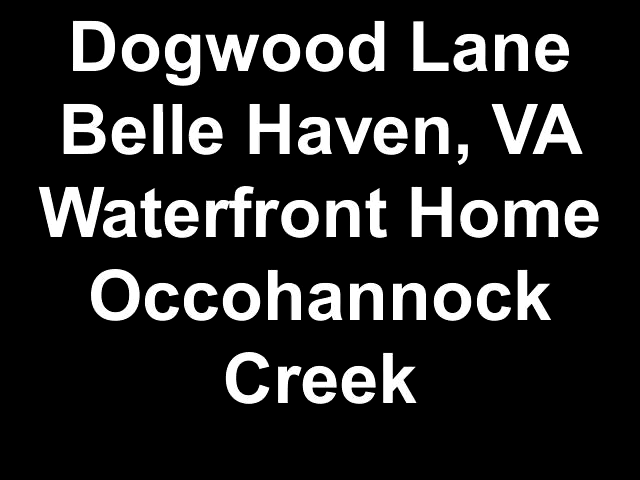 Dogwood Lane
Belle Haven, VA
Waterfront Home
Occohannock
Creek